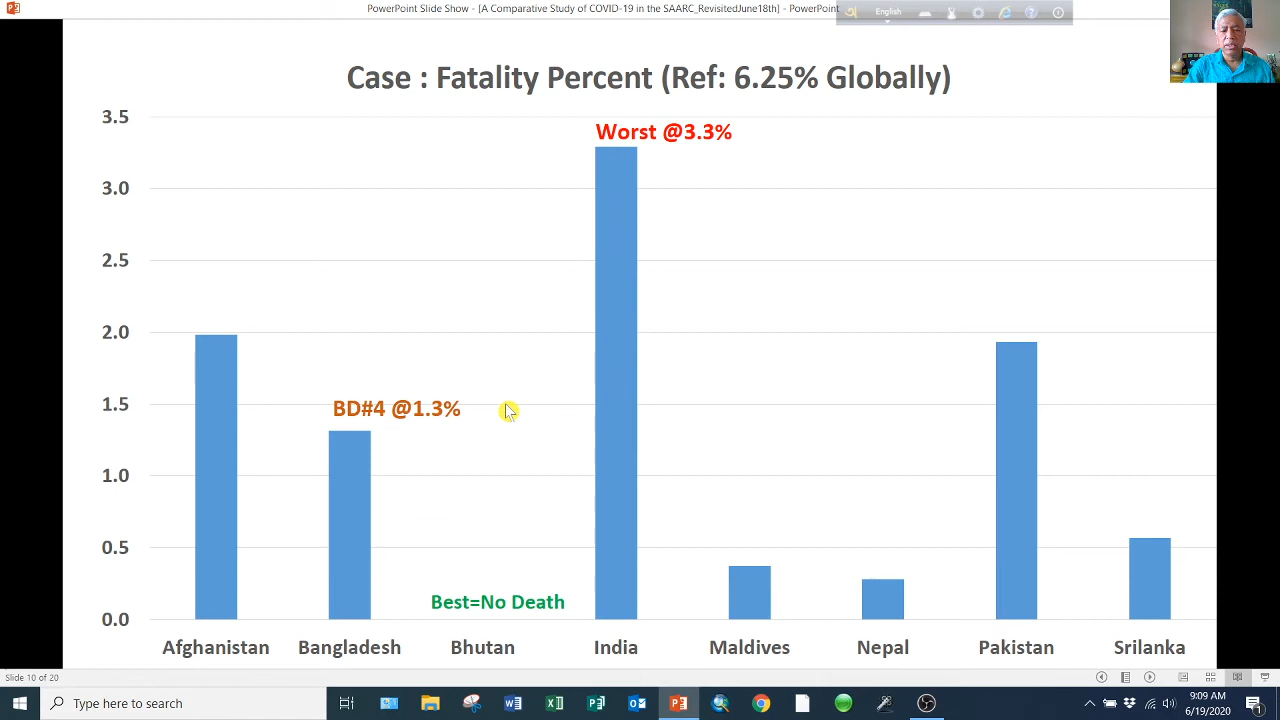 PowerPoint Slide Show - [A Comparative Study of COVID-19 in the SAARC_RevisitedJune18th] - PowerPoint
English
Case : Fatality Percent (Ref: 6.25% Globally)
3.5
Worst @3.3%
3.0
2.5
2.0
1.5
BD#4 @1.3%
1.0
0.5
Best=No Death
0.0
Afghanistan Bangladesh Bhutan India Maldives Nepal Pakistan Srilanka
Slide 10 of 20
Type here to search
9:09 AM
6/19/2020